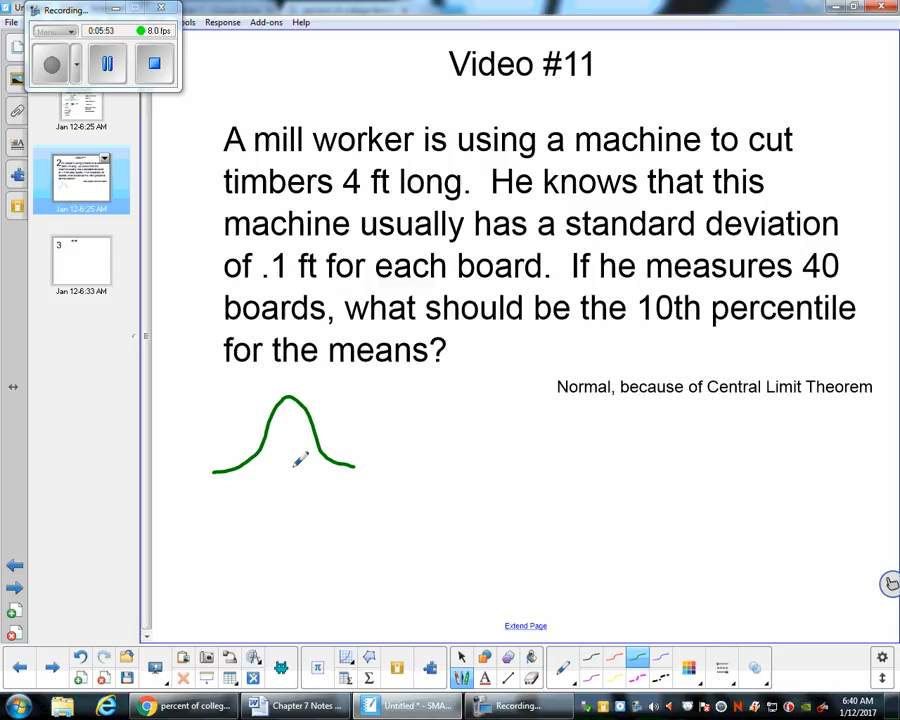 Recording...
Menu
0:05:53
8.0 fps
File
Response
Add-ons
Help
Jan 12-6:25 AM
2
Jan 12-6:25 AM
3
Jan 12-6:33 AM
Video #11
A mill worker is using a machine to cut
timbers 4 ft long. He knows that this
machine usually has a standard deviation
of .1 ft for each board. If he measures 40
boards, what should be the 10th percentile
for the means?
Normal, because of Central Limit Theorem
Extend Page
percent of colleg...
Chapter 7 Notes ...
Untitled * - SMA...
Recording...
6:40 AM
1/12/2017